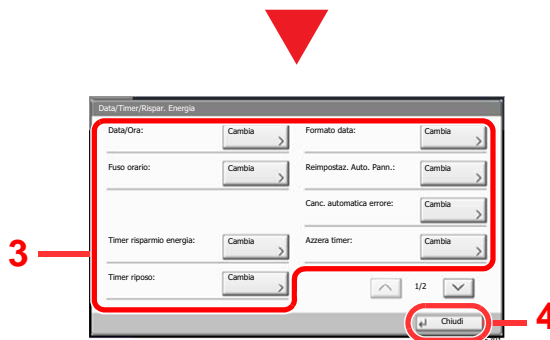 Data/Timer/Rispar. Energia
Data/Ora: Cambia Formato data: Cambia
Fuso orario: Cambia Reimpostaz. Auto. Pann.: Cambia
Canc. automatica errore: Cambia
3 Timer risparmio energia: Cambia Azzera timer: Cambia
Timer riposo: Cambia 1/2
Chiudi 4